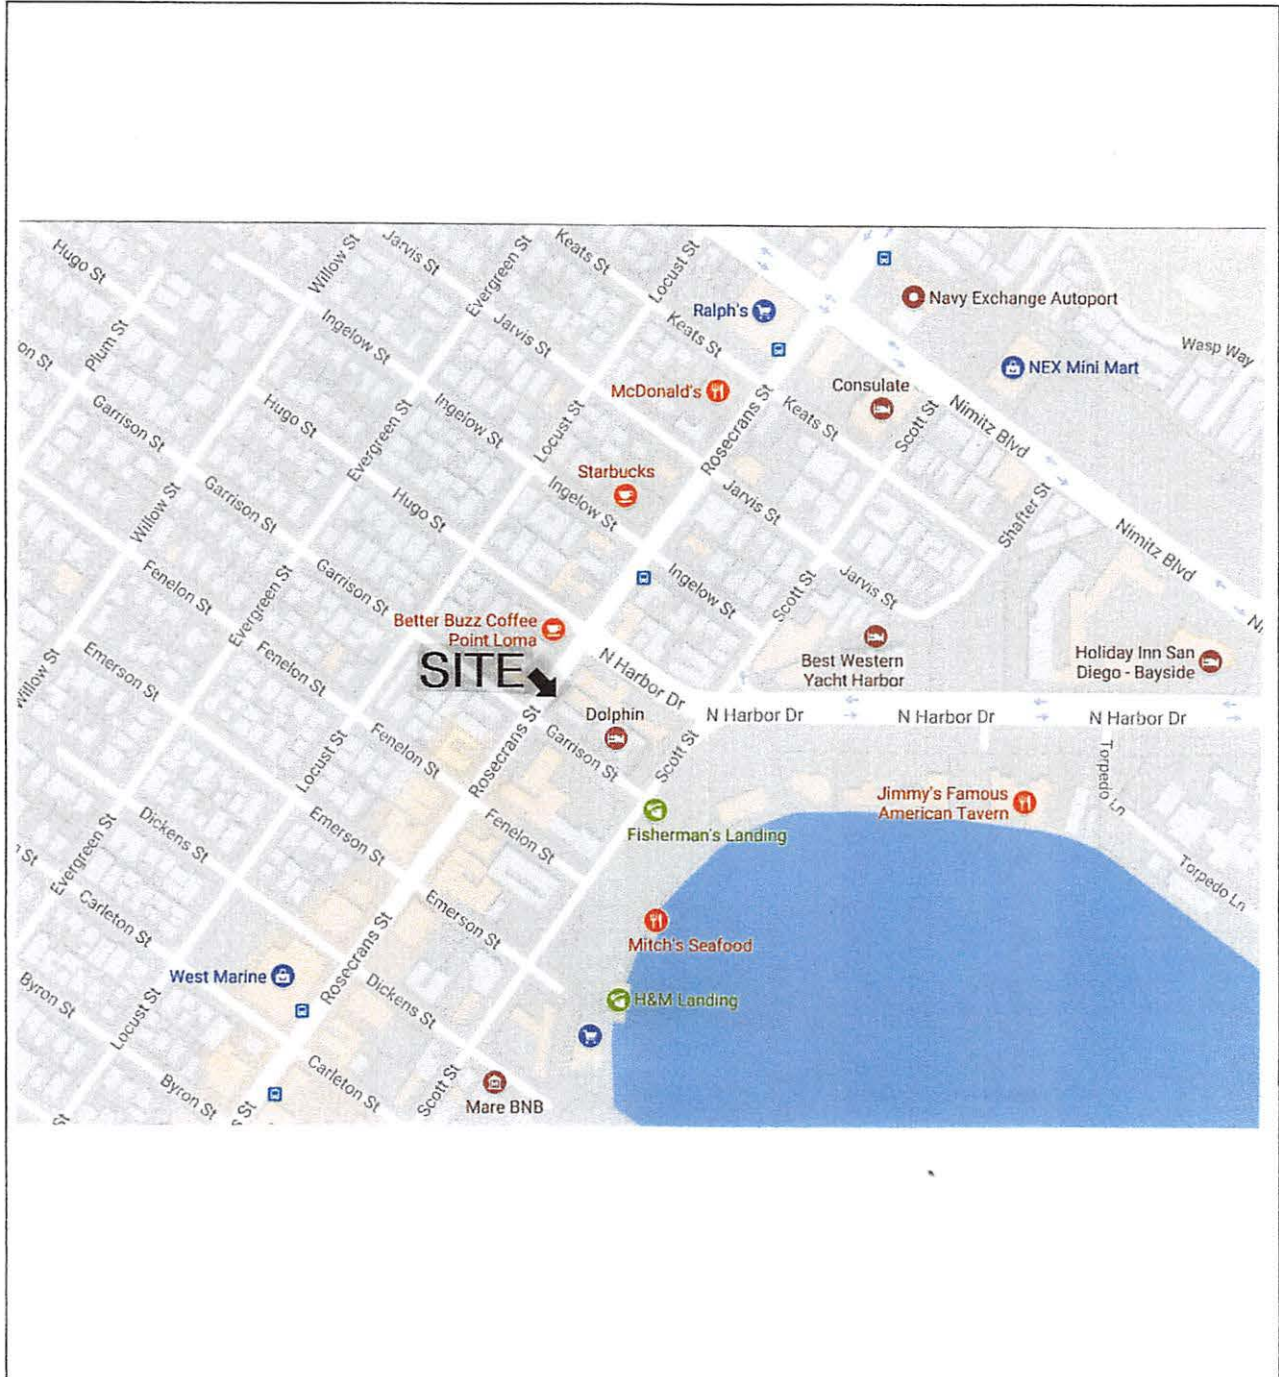 Hugo St
Willow St
Jarvis St
Evergreen St
Keats St
Locust St
Navy Exchange Autoport
Ralph's
Plum St
Ingelow St
Jarvis St
Keats St
Wasp Way
on St
NEX Mini Mart
McDonald's
Consulate
Garrison St
Hugo St
Evergreen St
Ingelow St
Locust St
Rosecrans St
Keats St
Scott St
Nimitz Blvd
Starbucks
Willow St
Garrison St
Hugo St
Ingelow St
Jarvis St
Shafter St
Nimitz Blvd
Fenelon St
Evergreen St
Garrison St
Ingelow St
Scott St
Jarvis St
Better Buzz Coffee
Point Loma
Ni
SITE
Emerson St
Fenelon St
N Harbor Dr
Best Western
Yacht Harbor
Holiday Inn San
Diego - Bayside
Willow St
Dolphin
N Harbor Dr
N Harbor Dr
N Harbor Dr
Locust St
Fenelon St
Rosecrans St
Garrison St
Scott St
Torpedo Ln
Jimmy's Famous
American Tavern
Dickens St
Emerson St
Fenelon St
Fisherman's Landing
Evergreen St
n St
Torpedo Ln
Carleton St
Emerson St
Mitch's Seafood
Rosecrans St
West Marine
Byron St
Locust St
Dickens St
H&M Landing
Byron St
Carleton St
Scott St
Mare BNB
s St
St